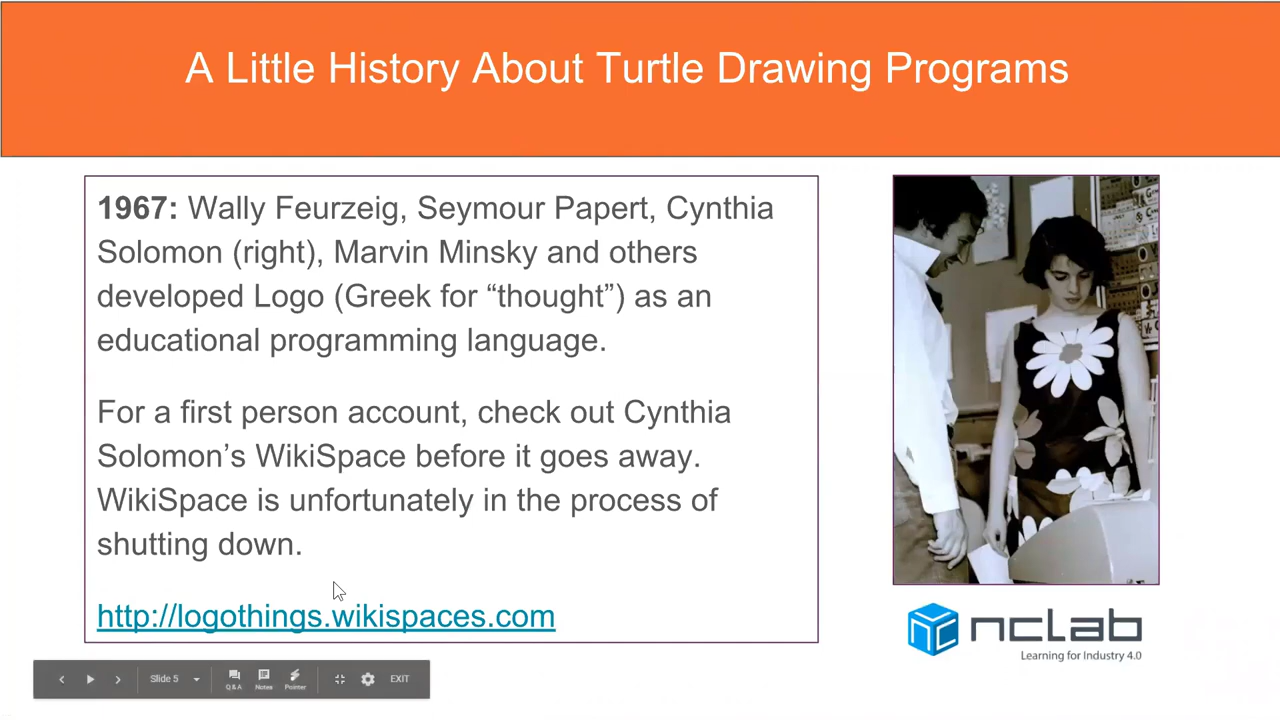 A Little History About Turtle Drawing Programs
1967: Wally Feurzeig, Seymour Papert, Cynthia
Solomon (right), Marvin Minsky and others
developed Logo (Greek for “thought”) as an
educational programming language.
For a first person account, check out Cynthia
Solomon’s WikiSpace before it goes away.
WikiSpace is unfortunately in the process of
shutting down.
http://logothings.wikispaces.com
nclab
Learning for Industry 4.0
Slide 5
Q & A
Notes
Pointer
EXIT